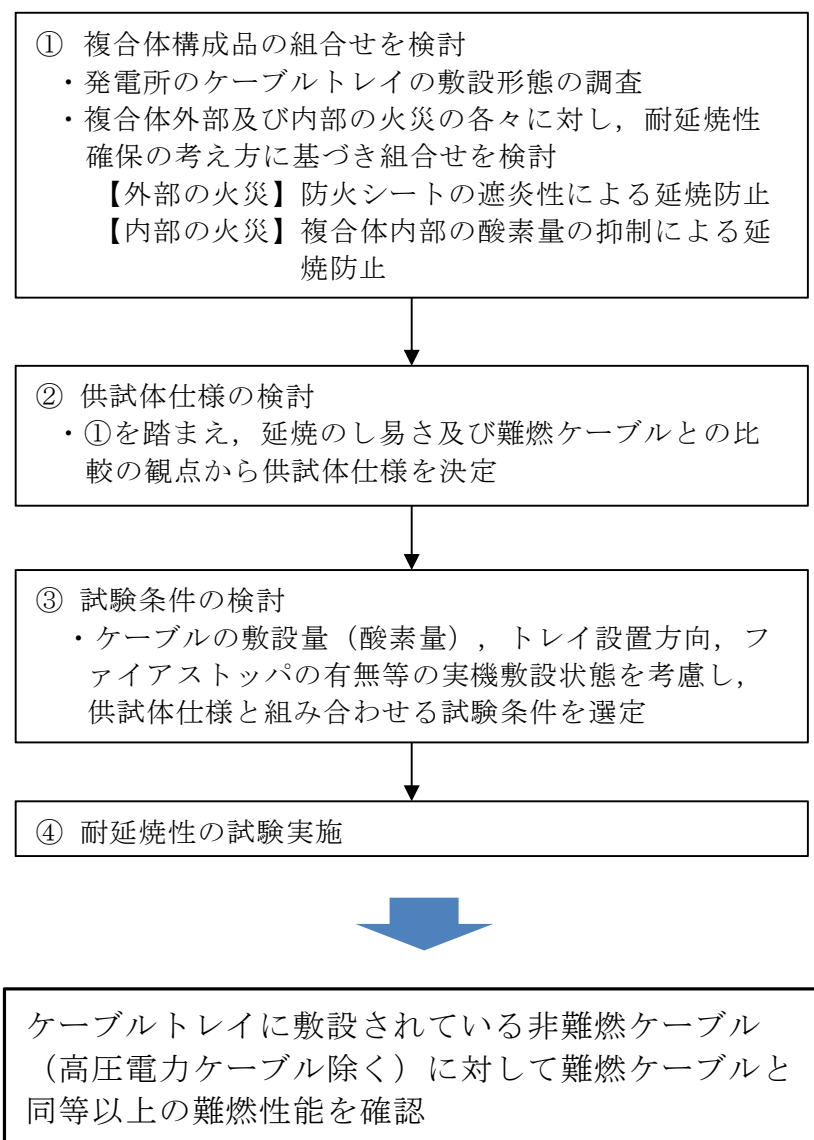 ① 複合体構成品の組合せを検討
・発電所のケーブルトレイの敷設形態の調査
・複合体外部及び内部の火災の各々に対し，耐延焼性
確保の考え方に基づき組合せを検討
【外部の火災】防火シートの遮炎性による延焼防止
【内部の火災】複合体内部の酸素量の抑制による延
焼防止
② 供試体仕様の検討
・①を踏まえ，延焼のし易さ及び難燃ケーブルとの比
較の観点から供試体仕様を決定
③ 試験条件の検討
・ケーブルの敷設量（酸素量），トレイ設置方向，フ
ァイアストッパの有無等の実機敷設状態を考慮し，
供試体仕様と組み合わせる試験条件を選定
④ 耐延焼性の試験実施
ケーブルトレイに敷設されている非難燃ケーブル
（高圧電力ケーブル除く）に対して難燃ケーブルと
同等以上の難燃性能を確認